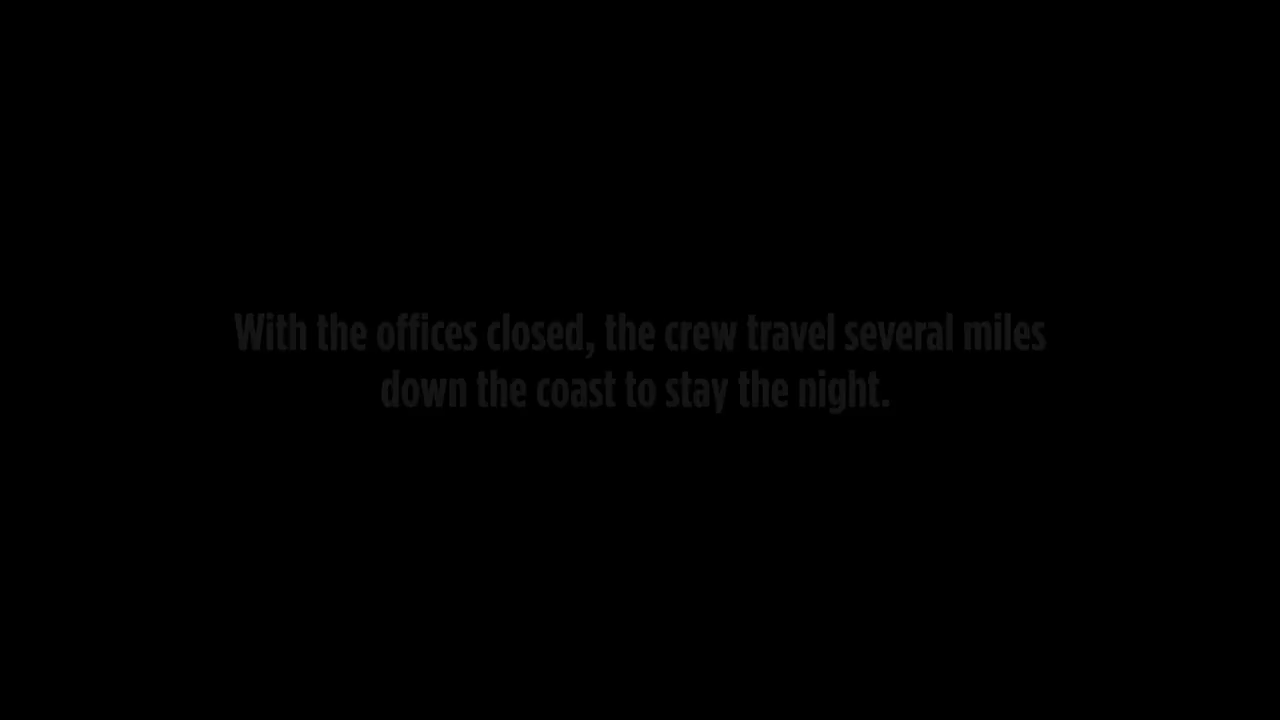 With the offices closed, the crew travel several miles
down the coast to stay the night.